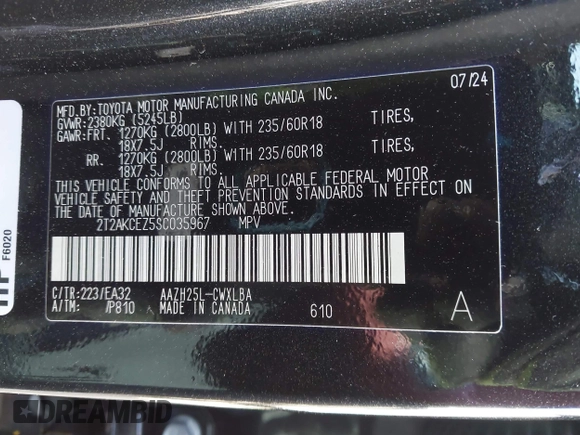 07/24
MFD.BY:TOYOTA MOTOR MANUFACTURING CANADA INC.
GVWR:2380KG (5245LB)
GAWR:FRT. 1270KG (2800LB) WITH 235/60R18 TIRES,
18X7.5J RIMS.
RR. 1270KG (2800LB) WITH 235/60R18 TIRES,
18X7.5J RIMS.
THIS VEHICLE CONFORMS TO ALL APPLICABLE FEDERAL MOTOR
VEHICLE SAFETY AND THEFT PREVENTION STANDARDS IN EFFECT ON
THE DATE OF MANUFACTURE SHOWN ABOVE.
2T2AKCEZ5SC035967 MPV
C/TR:223/EA32 AAZH25L-CWXLBA
A/TM: /P810 MADE IN CANADA 610 A
F6020
DREAMBID